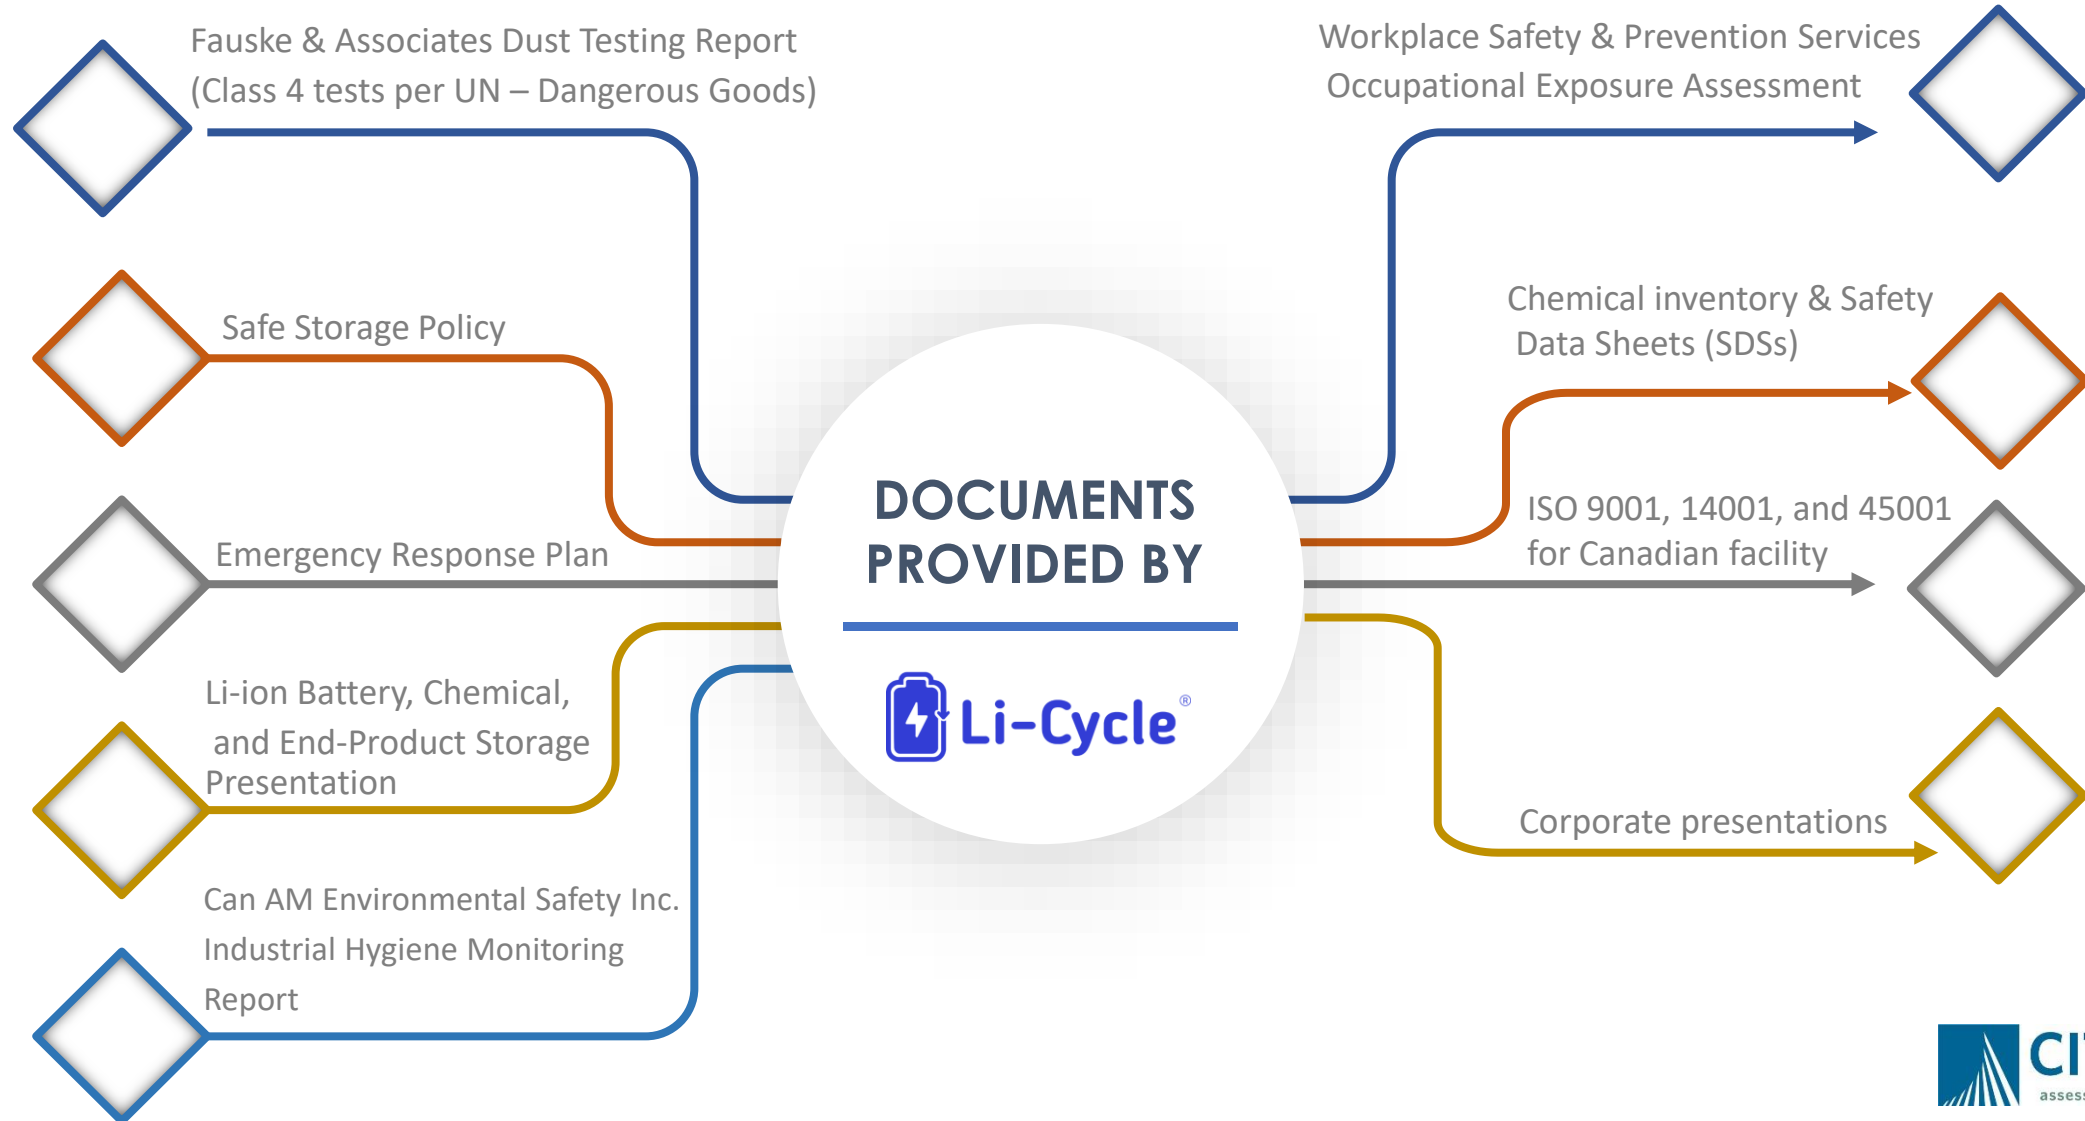 Fauske & Associates Dust Testing Report
(Class 4 tests per UN – Dangerous Goods)
Safe Storage Policy
Emergency Response Plan
Li-ion Battery, Chemical,
and End-Product Storage
Presentation
Can AM Environmental Safety Inc.
Industrial Hygiene Monitoring
Report
DOCUMENTS
PROVIDED BY
Li-Cycle®
Workplace Safety & Prevention Services
Occupational Exposure Assessment
Chemical inventory & Safety
Data Sheets (SDSs)
ISO 9001, 14001, and 45001
for Canadian facility
Corporate presentations